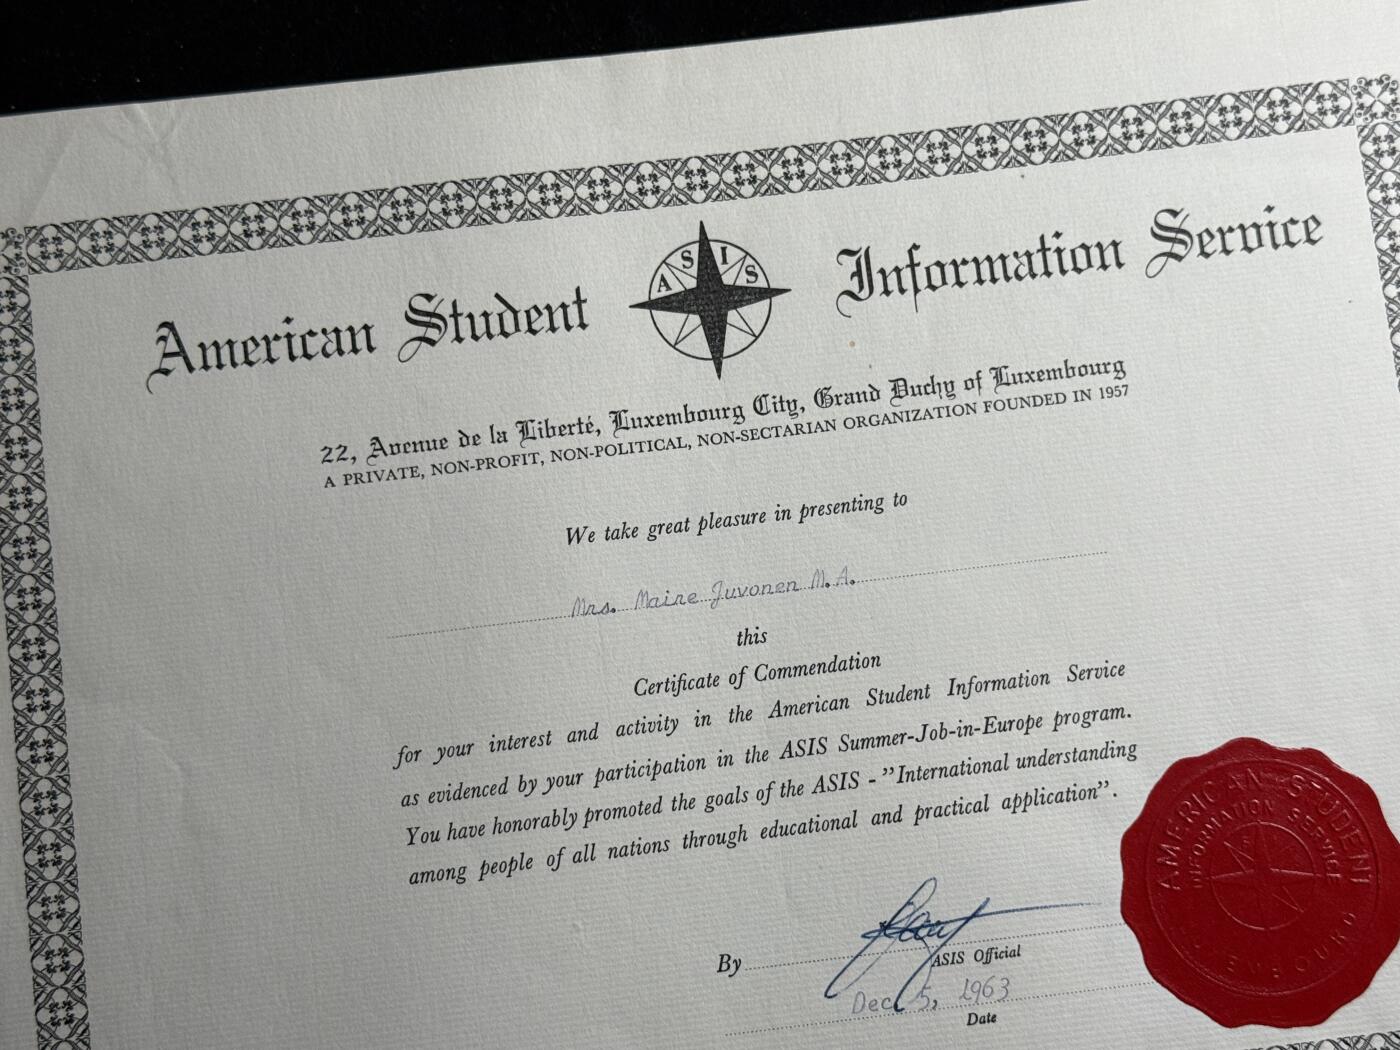 American Student
A S I S
Information Service
22, Avenue de la Liberté, Luxembourg City, Grand Duchy of Luxembourg
A PRIVATE, NON-PROFIT, NON-POLITICAL, NON-SECTARIAN ORGANIZATION FOUNDED IN 1957
We take great pleasure in presenting to
Mrs. Maire Juvonen M.A.
this
Certificate of Commendation
for your interest and activity in the American Student Information Service
as evidenced by your participation in the ASIS Summer-Job-in-Europe program.
You have honorably promoted the goals of the ASIS - "International understanding
among people of all nations through educational and practical application".
By
ASIS Official
Dec. 5, 1963
Date
AMERICAN STUDENT
INFORMATION SERVICE